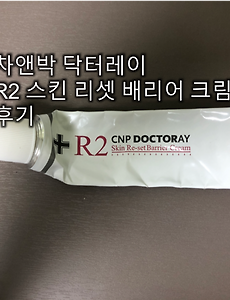 차앤박 닥터레이
R2 스킨 리셋 배리어 크림
후기
R2 CNP DOCTORAY
Skin Re-set Barrier Cream